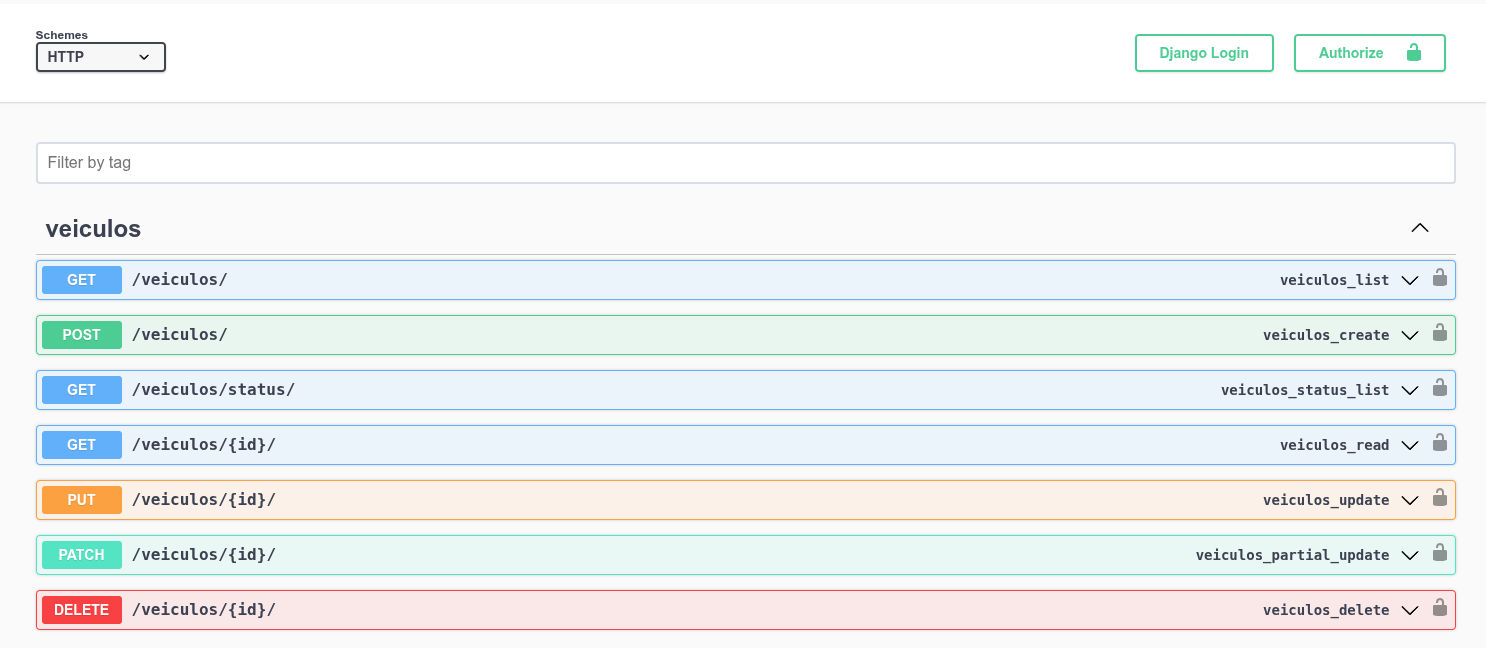 Schemes
HTTP
Django Login
Authorize
Filter by tag
veiculos
GET /veiculos/ veiculos_list
POST /veiculos/ veiculos_create
GET /veiculos/status/ veiculos_status_list
GET /veiculos/{id}/ veiculos_read
PUT /veiculos/{id}/ veiculos_update
PATCH /veiculos/{id}/ veiculos_partial_update
DELETE /veiculos/{id}/ veiculos_delete